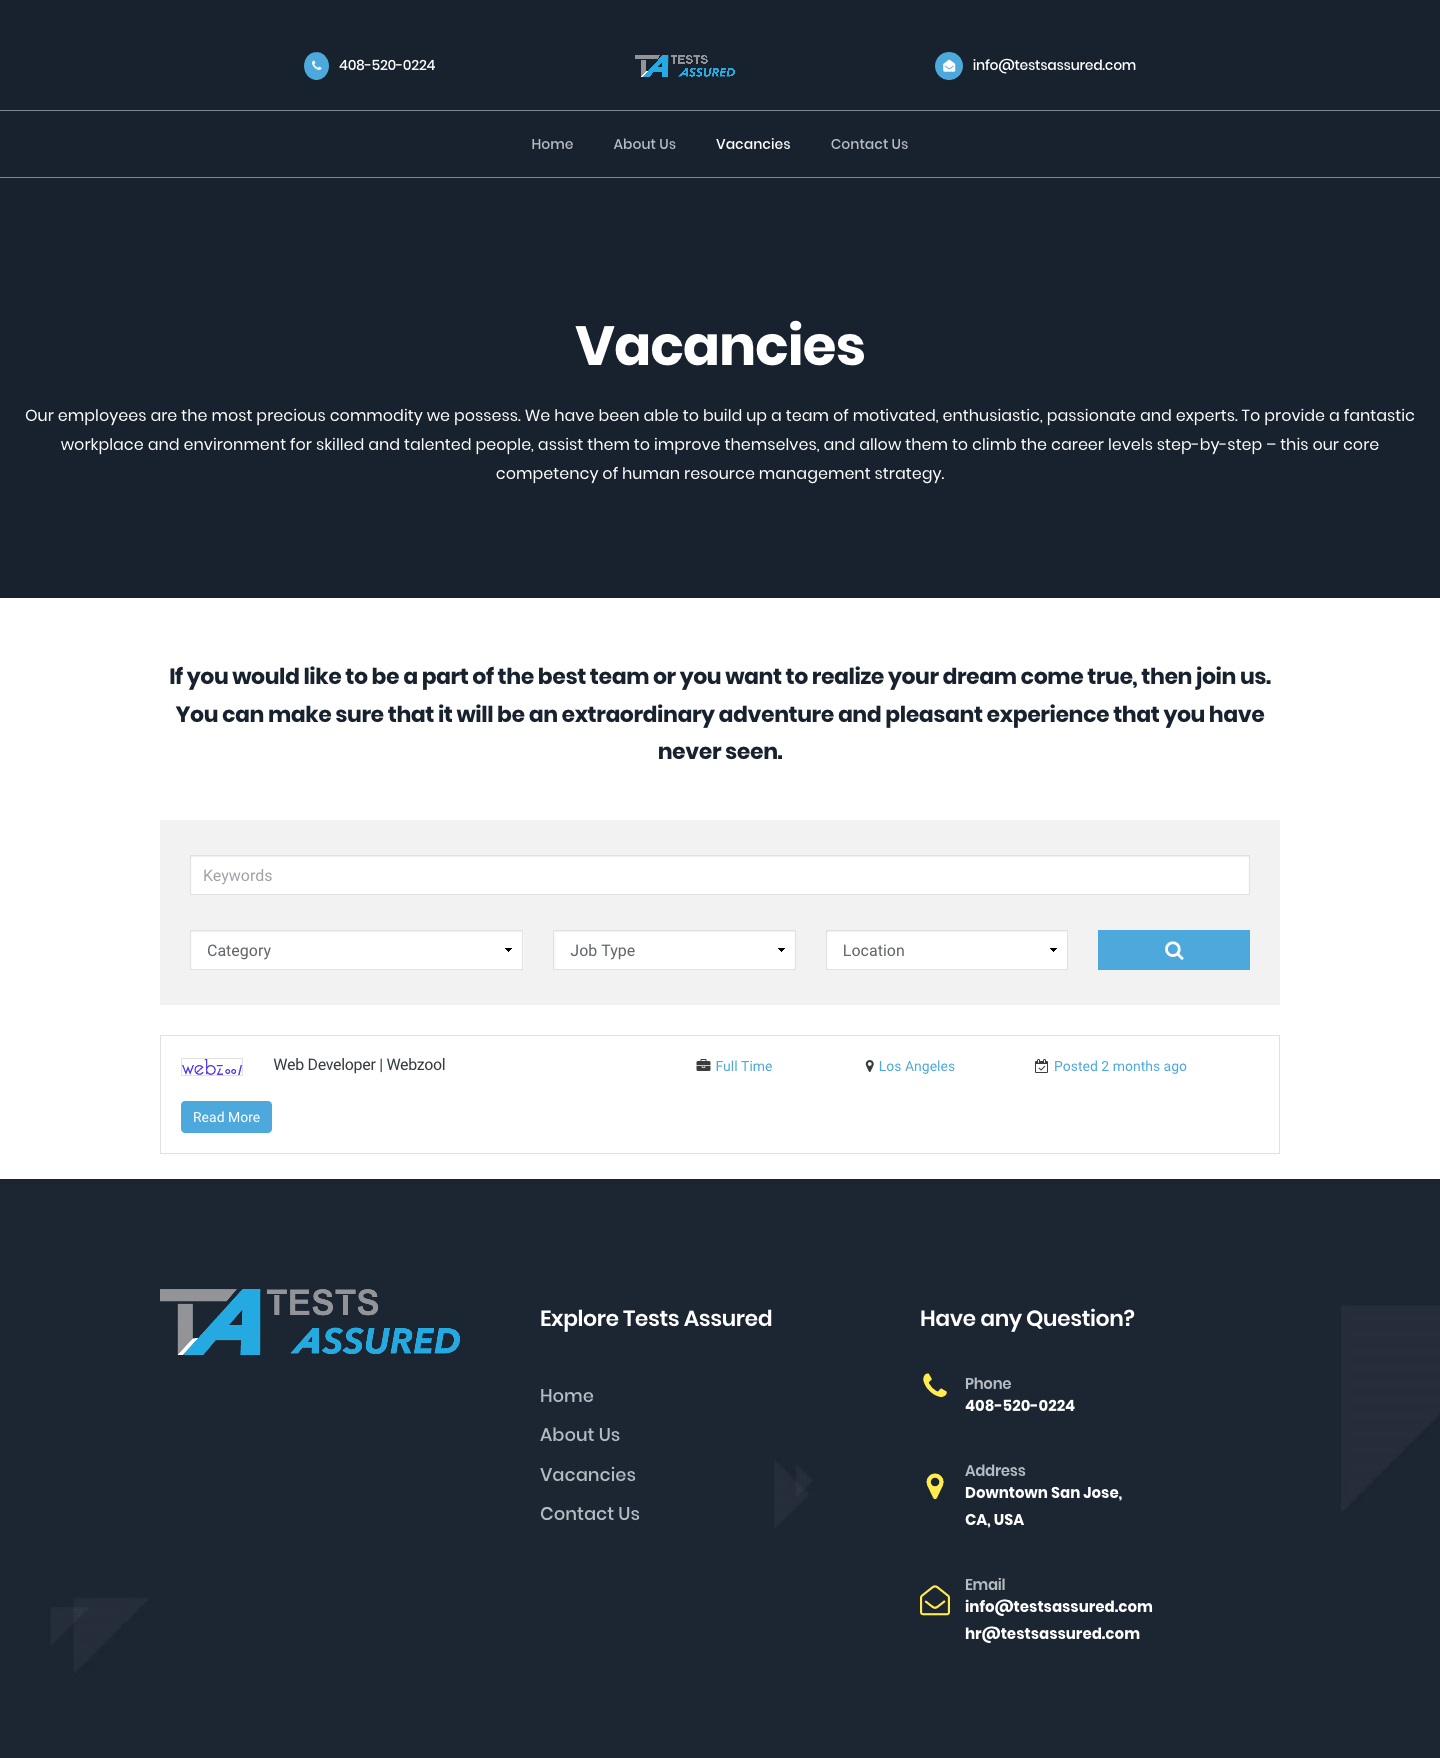 408-520-0224
TA TESTS
ASSURED
info@testsassured.com
Home
About Us
Vacancies
Contact Us
Vacancies
Our employees are the most precious commodity we possess. We have been able to build up a team of motivated, enthusiastic, passionate and experts. To provide a fantastic
workplace and environment for skilled and talented people, assist them to improve themselves, and allow them to climb the career levels step-by-step – this our core
competency of human resource management strategy.
If you would like to be a part of the best team or you want to realize your dream come true, then join us.
You can make sure that it will be an extraordinary adventure and pleasant experience that you have
never seen.
Keywords
Category
Job Type
Location
webzool
Web Developer | Webzool
Full Time
Los Angeles
Posted 2 months ago
Read More
TA TESTS
ASSURED
Explore Tests Assured
Home
About Us
Vacancies
Contact Us
Have any Question?
Phone
408-520-0224
Address
Downtown San Jose,
CA, USA
Email
info@testsassured.com
hr@testsassured.com